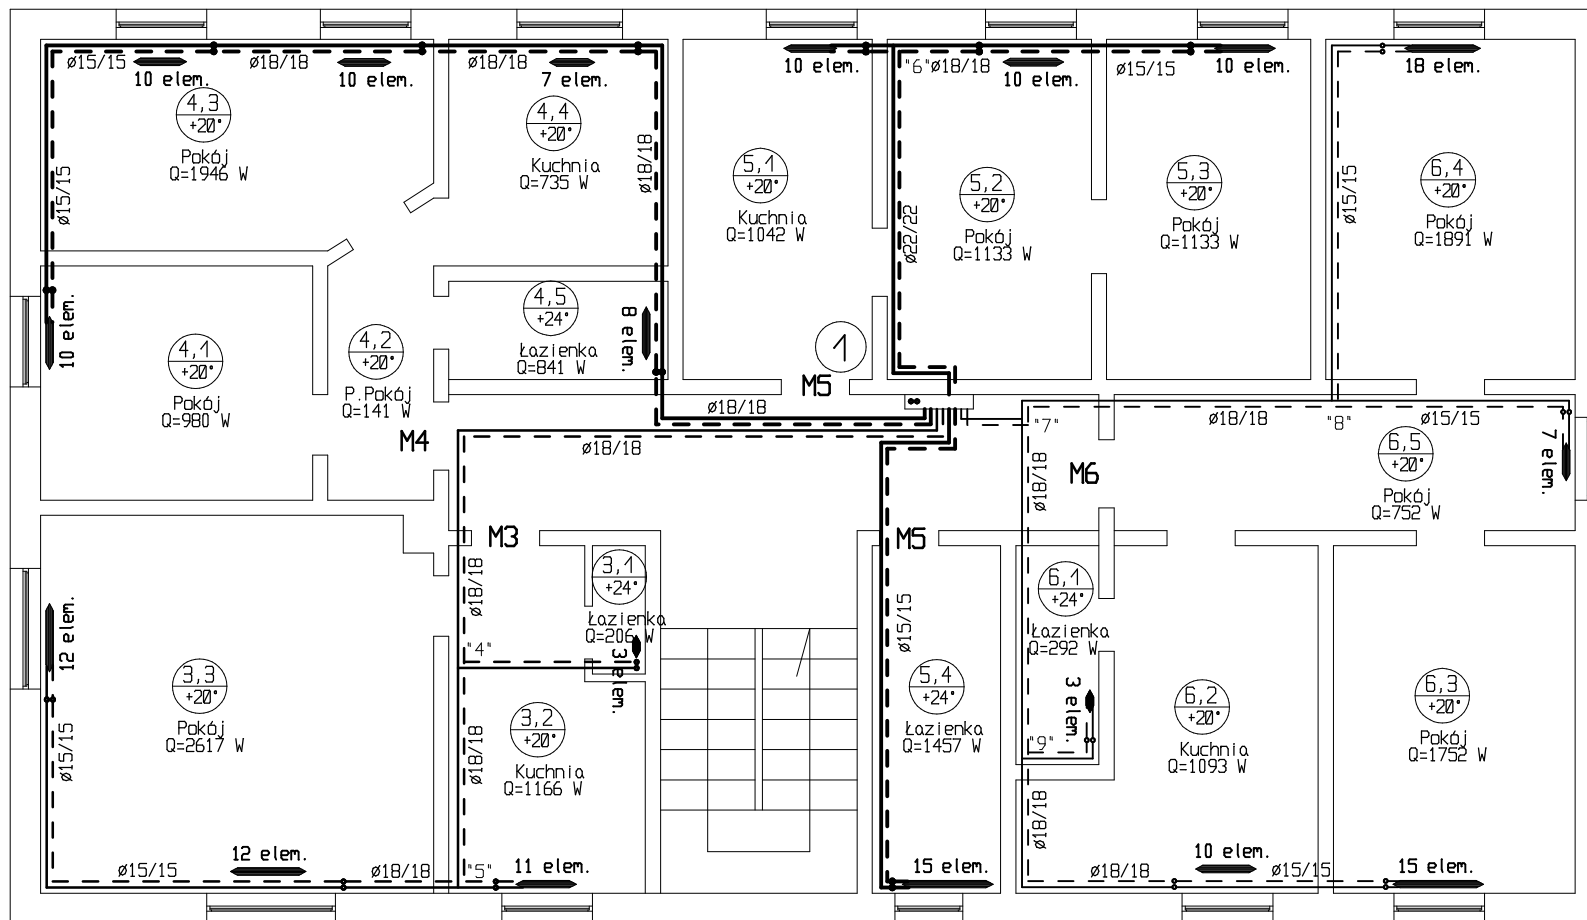 ø15/15
10 elem.
ø18/18
10 elem.
ø18/18
7 elem.
10 elem.
"6"
ø18/18
10 elem.
ø15/15
10 elem.
18 elem.
4,3
+20°
Pokój
Q=1946 W
4,4
+20°
Kuchnia
Q=735 W
ø18/18
5,1
+20°
Kuchnia
Q=1042 W
ø22/22
5,2
+20°
Pokój
Q=1133 W
5,3
+20°
Pokój
Q=1133 W
ø15/15
6,4
+20°
Pokój
Q=1891 W
ø15/15
10 elem.
4,1
+20°
Pokój
Q=980 W
4,2
+20°
P.Pokój
Q=141 W
4,5
+24°
Łazienka
Q=841 W
8 elem.
1
M5
M4
ø18/18
ø18/18
"7"
ø18/18
"8"
ø15/15
7 elem.
6,5
+20°
Pokój
Q=752 W
M6
ø18/18
M3
M5
ø18/18
3,1
+24°
Łazienka
Q=206 W
3 elem.
"4"
12 elem.
3,3
+20°
Pokój
Q=2617 W
ø15/15
ø18/18
3,2
+20°
Kuchnia
Q=1166 W
ø15/15
5,4
+24°
Łazienka
Q=1457 W
6,1
+24°
Łazienka
Q=292 W
3 elem.
"9"
6,2
+20°
Kuchnia
Q=1093 W
6,3
+20°
Pokój
Q=1752 W
ø18/18
ø15/15
12 elem.
ø18/18
"5"
11 elem.
15 elem.
ø18/18
10 elem.
ø15/15
15 elem.